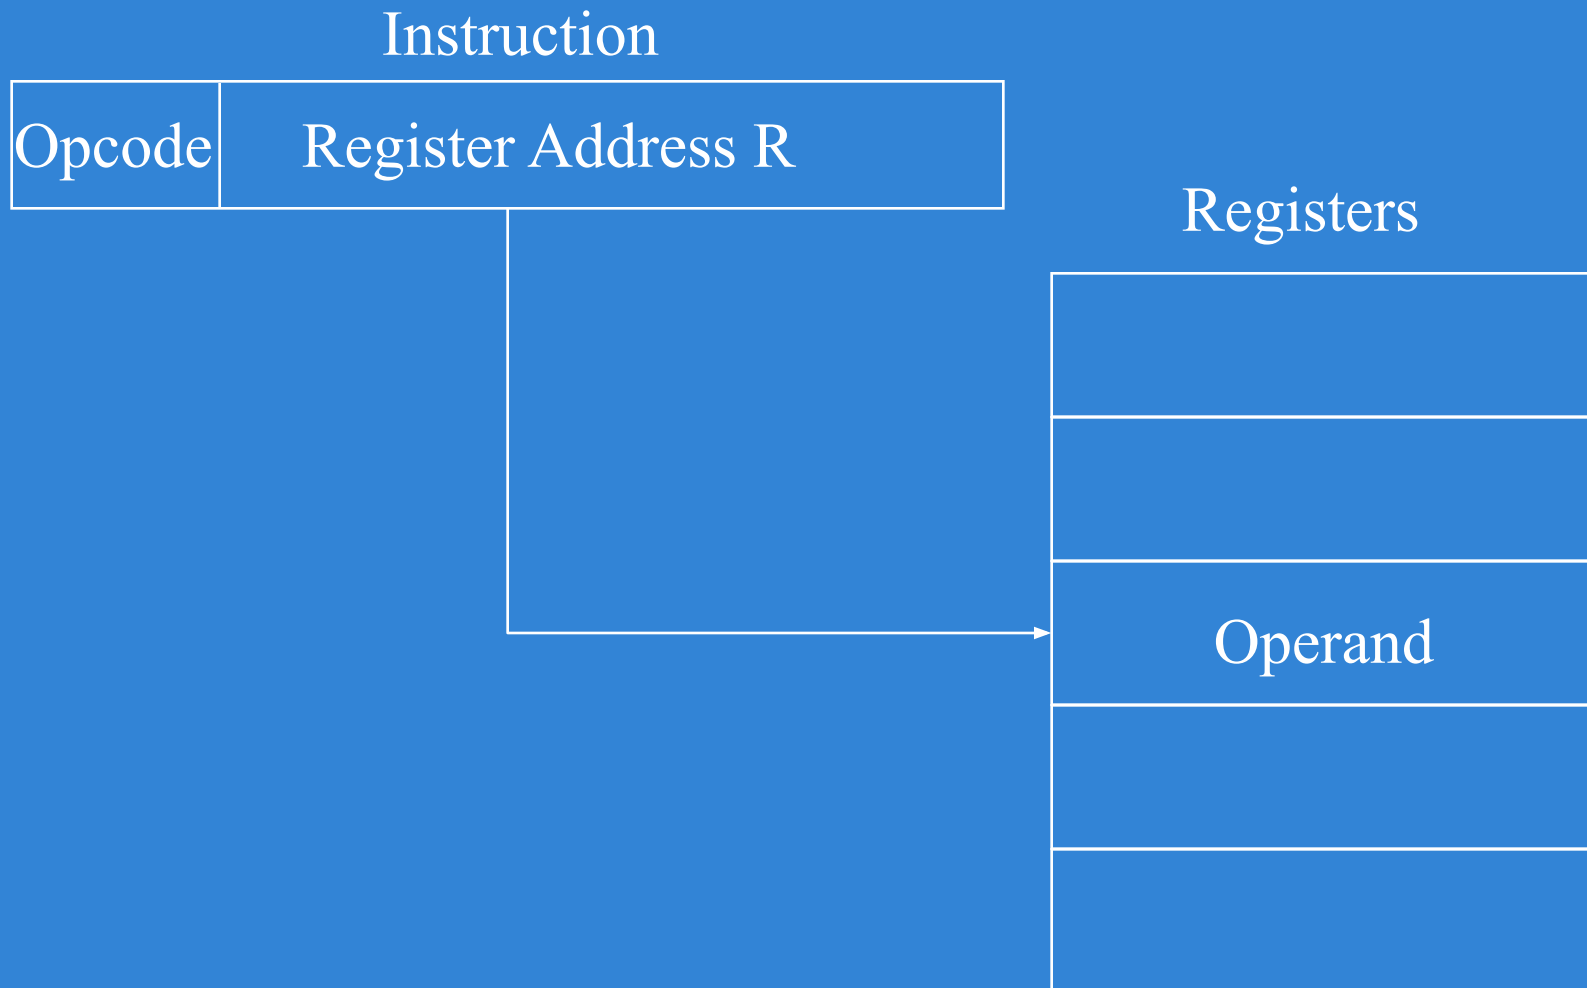 Instruction
Opcode
Register Address R
Registers
Operand